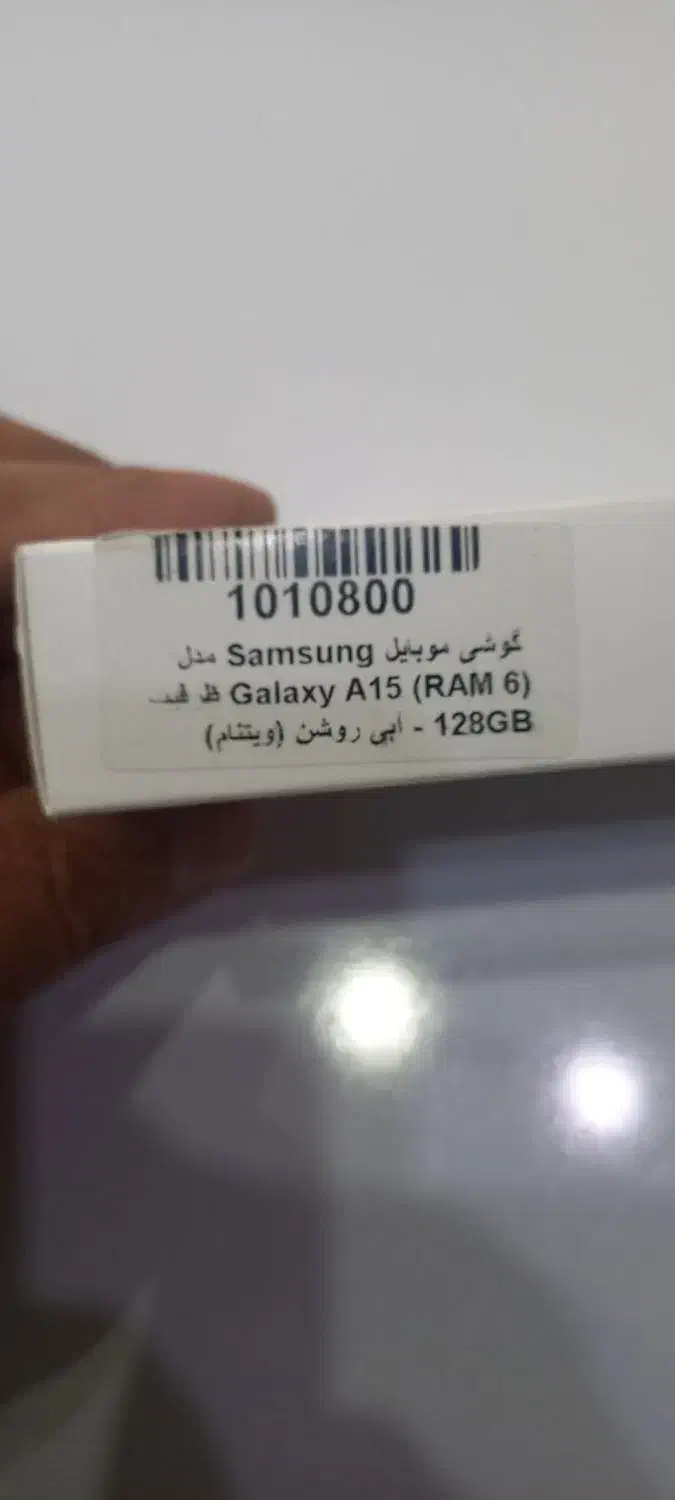 1010800
گوشی موبایل Samsung مدل
Galaxy A15 (RAM 6) ظرفیت
128GB - آبی روشن (ویتنام)